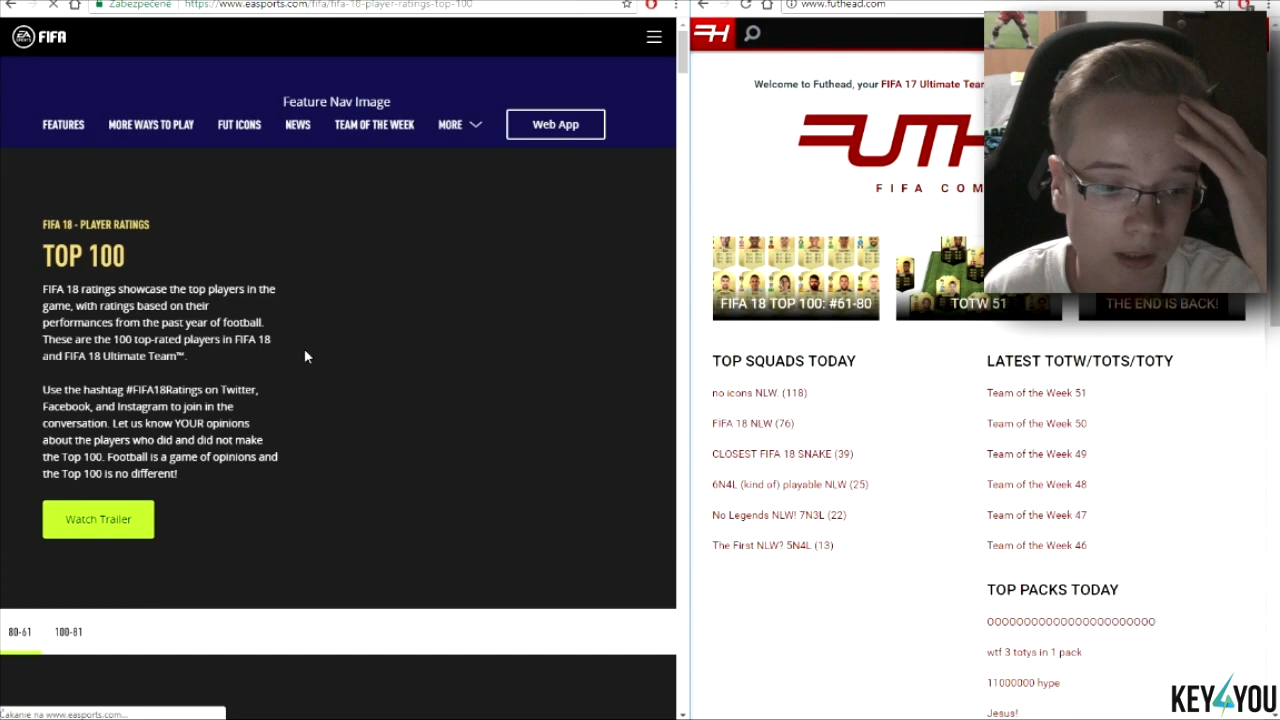 Zabezpečené
https://www.easports.com/fifa/fifa-18-player-ratings-top-100
EA SPORTS FIFA
Feature Nav Image
FEATURES
MORE WAYS TO PLAY
FUT ICONS
NEWS
TEAM OF THE WEEK
MORE
Web App
FIFA 18 - PLAYER RATINGS
TOP 100
FIFA 18 ratings showcase the top players in the
game, with ratings based on their
performances from the past year of football.
These are the 100 top-rated players in FIFA 18
and FIFA 18 Ultimate Team™.
Use the hashtag #FIFA18Ratings on Twitter,
Facebook, and Instagram to join in the
conversation. Let us know YOUR opinions
about the players who did and did not make
the Top 100. Football is a game of opinions and
the Top 100 is no different!
Watch Trailer
80-61
100-81
Čakanie na www.easports.com...
www.futhead.com
FH
Welcome to Futhead, your FIFA 17 Ultimate Tear
FUTH
FIFA COM
FIFA 18 TOP 100: #61-80
TOTW 51
THE END IS BACK!
TOP SQUADS TODAY
no icons NLW. (118)
FIFA 18 NLW (76)
CLOSEST FIFA 18 SNAKE (39)
6N4L (kind of) playable NLW (25)
No Legends NLW! 7N3L (22)
The First NLW? 5N4L (13)
LATEST TOTW/TOTS/TOTY
Team of the Week 51
Team of the Week 50
Team of the Week 49
Team of the Week 48
Team of the Week 47
Team of the Week 46
TOP PACKS TODAY
OOOOOOOOOOOOOOOOOOOOOOO
wtf 3 totys in 1 pack
11000000 hype
Jesus!
KEY4YOU